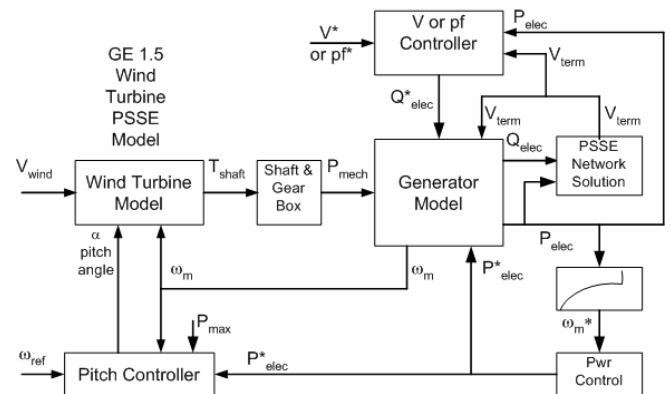 GE 1.5
Wind
Turbine
PSSE
Model
V*
or pf*
V or pf
Controller
P_elec
V_term
Q*_elec
V_term
V_term
Q_elec
PSSE
Network
Solution
V_wind
Wind Turbine
Model
T_shaft
Shaft &
Gear
Box
P_mech
Generator
Model
P_elec
α
pitch
angle
ω_m
ω_m
P*_elec
ω_m*
P_max
ω_ref
Pitch Controller
P*_elec
Pwr
Control